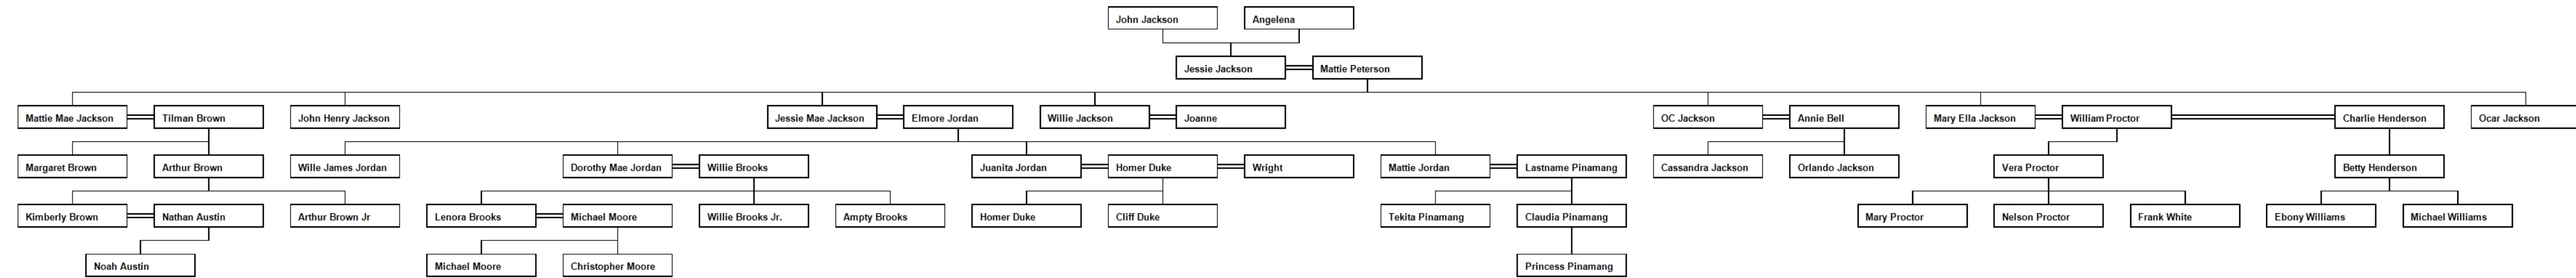 John Jackson
Angelena
Jessie Jackson
Mattie Peterson
Mattie Mae Jackson
Tilman Brown
John Henry Jackson
Jessie Mae Jackson
Elmore Jordan
Willie Jackson
Joanne
OC Jackson
Annie Bell
Mary Ella Jackson
William Proctor
Charlie Henderson
Ocar Jackson
Margaret Brown
Arthur Brown
Wille James Jordan
Dorothy Mae Jordan
Willie Brooks
Juanita Jordan
Homer Duke
Wright
Mattie Jordan
Lastname Pinamang
Cassandra Jackson
Orlando Jackson
Vera Proctor
Betty Henderson
Kimberly Brown
Nathan Austin
Arthur Brown Jr
Lenora Brooks
Michael Moore
Willie Brooks Jr.
Ampty Brooks
Homer Duke
Cliff Duke
Tekita Pinamang
Claudia Pinamang
Mary Proctor
Nelson Proctor
Frank White
Ebony Williams
Michael Williams
Noah Austin
Michael Moore
Christopher Moore
Princess Pinamang